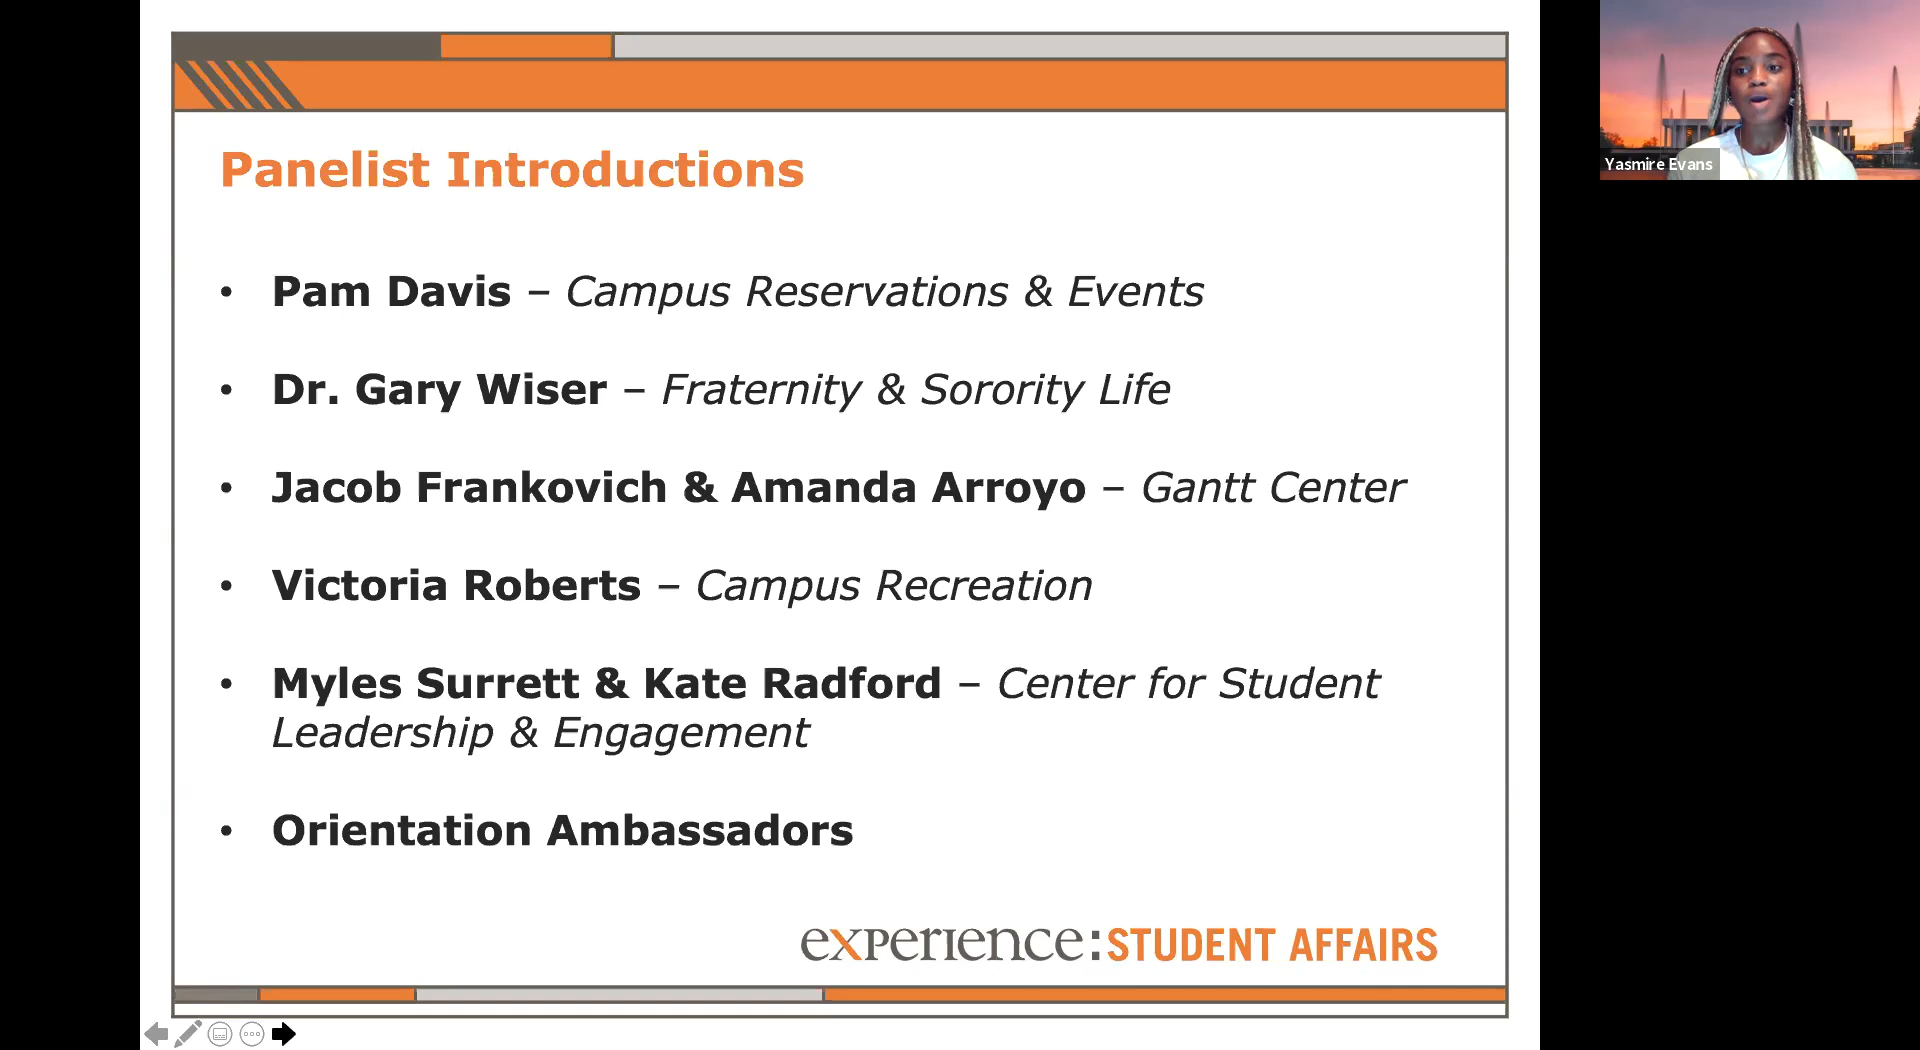 Panelist Introductions
• Pam Davis – Campus Reservations & Events
• Dr. Gary Wiser – Fraternity & Sorority Life
• Jacob Frankovich & Amanda Arroyo – Gantt Center
• Victoria Roberts – Campus Recreation
• Myles Surrett & Kate Radford – Center for Student
Leadership & Engagement
• Orientation Ambassadors
experience:STUDENT AFFAIRS
Yasmire Evans